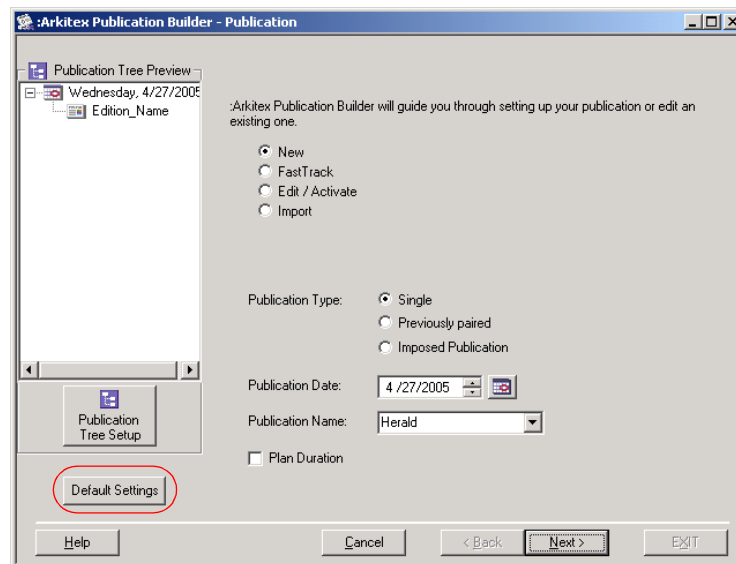 :Arkitex Publication Builder - Publication
Publication Tree Preview
Wednesday, 4/27/2005
Edition_Name
Publication
Tree Setup
Default Settings
:Arkitex Publication Builder will guide you through setting up your publication or edit an
existing one.
New
FastTrack
Edit / Activate
Import
Publication Type:
Single
Previously paired
Imposed Publication
Publication Date:
4 /27/2005
Publication Name:
Herald
Plan Duration
Help
Cancel
< Back
Next >
EXIT